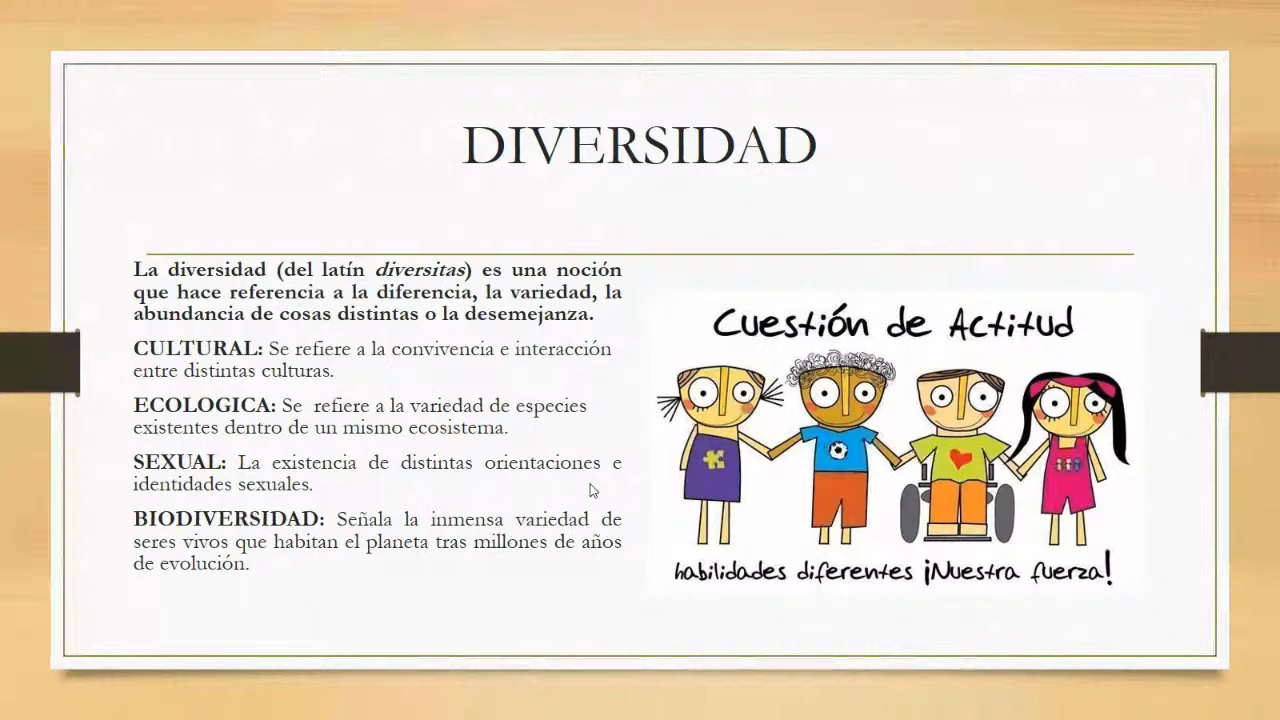 DIVERSIDAD
La diversidad (del latín diversitas) es una noción
que hace referencia a la diferencia, la variedad, la
abundancia de cosas distintas o la desemejanza.
CULTURAL: Se refiere a la convivencia e interacción
entre distintas culturas.
ECOLOGICA: Se  refiere a la variedad de especies
existentes dentro de un mismo ecosistema.
SEXUAL: La existencia de distintas orientaciones e
identidades sexuales.
BIODIVERSIDAD: Señala la inmensa variedad de
seres vivos que habitan el planeta tras millones de años
de evolución.
Cuestión de Actitud
habilidades diferentes ¡Nuestra fuerza!